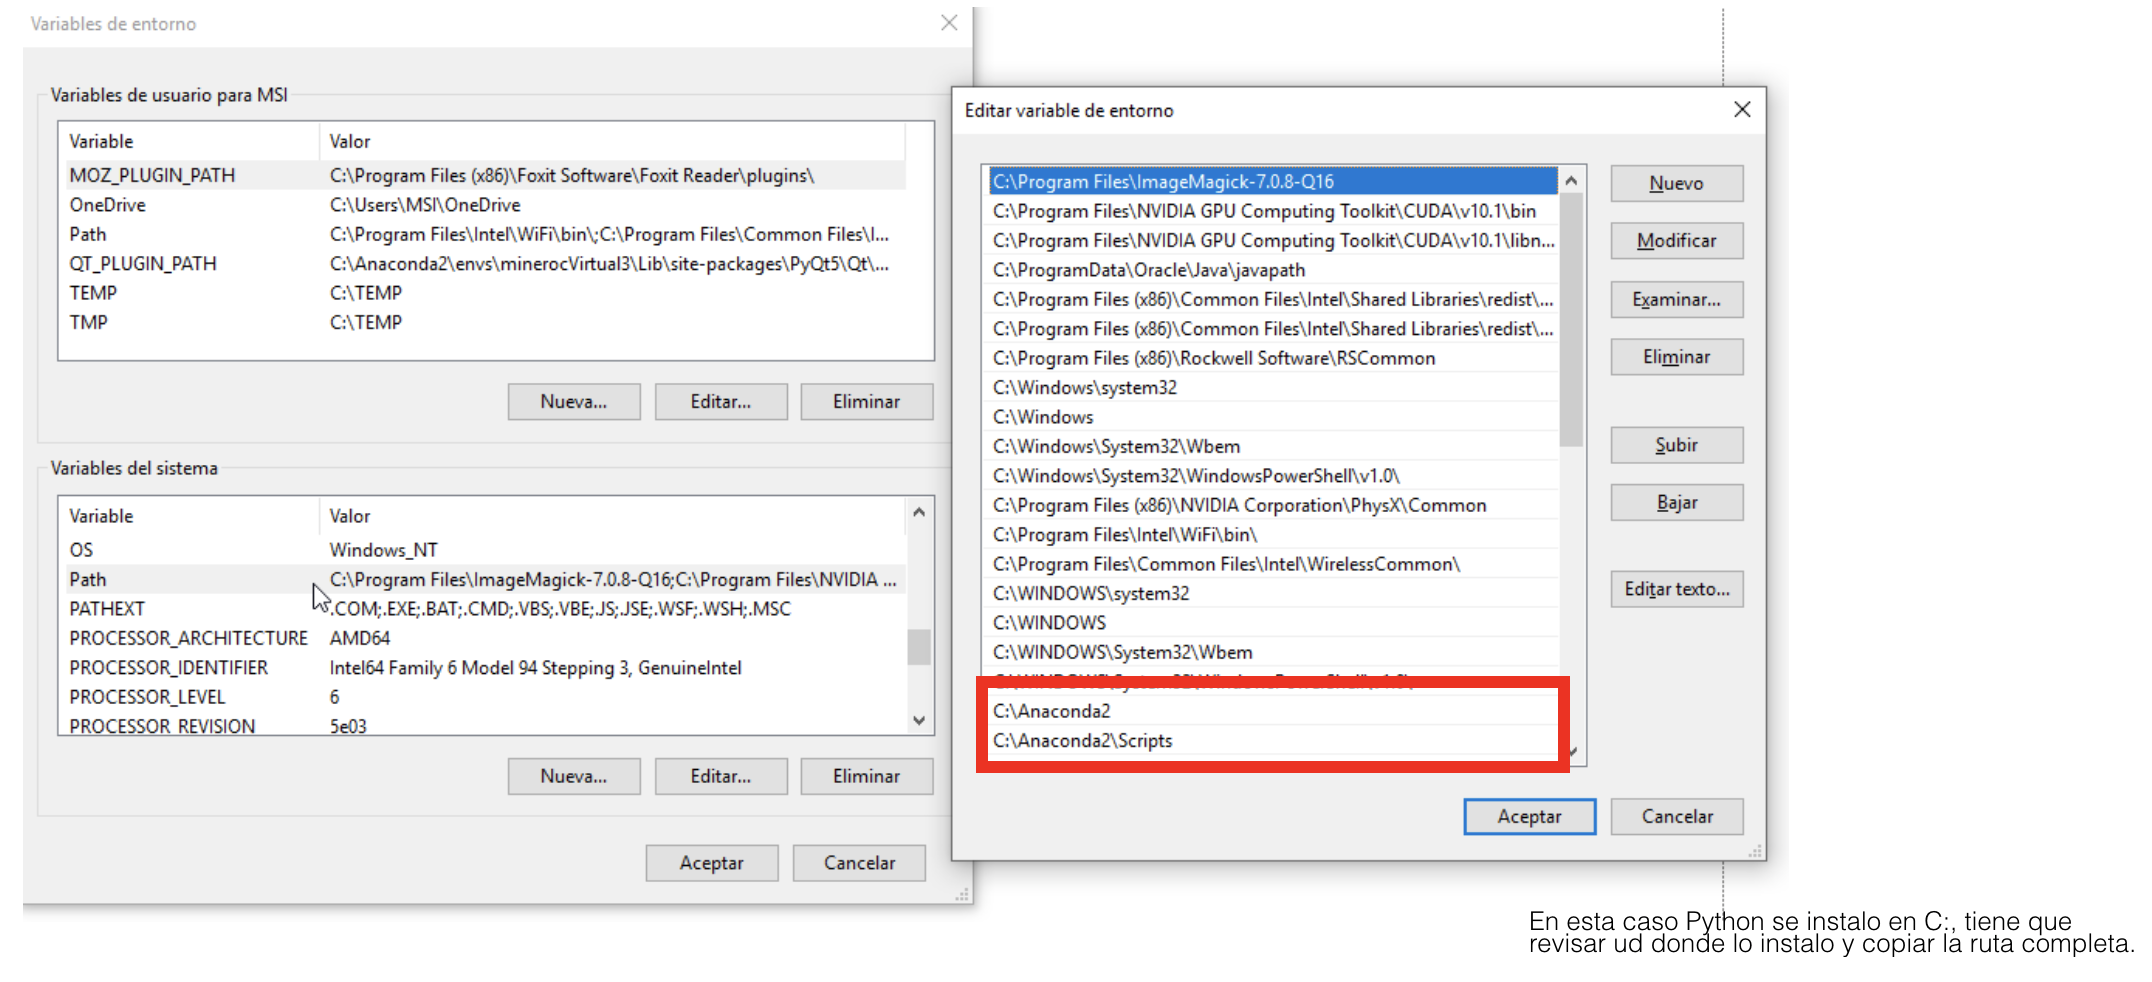 Variables de entorno
Variables de usuario para MSI
Variable Valor
MOZ_PLUGIN_PATH C:\Program Files (x86)\Foxit Software\Foxit Reader\plugins\
OneDrive C:\Users\MSI\OneDrive
Path C:\Program Files\Intel\WiFi\bin\;C:\Program Files\Common Files\I...
QT_PLUGIN_PATH C:\Anaconda2\envs\minerocVirtual3\Lib\site-packages\PyQt5\Qt\...
TEMP C:\TEMP
TMP C:\TEMP
Nueva... Editar... Eliminar
Variables del sistema
Variable Valor
OS Windows_NT
Path C:\Program Files\ImageMagick-7.0.8-Q16;C:\Program Files\NVIDIA ...
PATHEXT .COM;.EXE;.BAT;.CMD;.VBS;.VBE;.JS;.JSE;.WSF;.WSH;.MSC
PROCESSOR_ARCHITECTURE AMD64
PROCESSOR_IDENTIFIER Intel64 Family 6 Model 94 Stepping 3, GenuineIntel
PROCESSOR_LEVEL 6
PROCESSOR_REVISION 5e03
Nueva... Editar... Eliminar
Aceptar Cancelar
Editar variable de entorno
C:\Program Files\ImageMagick-7.0.8-Q16
C:\Program Files\NVIDIA GPU Computing Toolkit\CUDA\v10.1\bin
C:\Program Files\NVIDIA GPU Computing Toolkit\CUDA\v10.1\libn...
C:\ProgramData\Oracle\Java\javapath
C:\Program Files (x86)\Common Files\Intel\Shared Libraries\redist\...
C:\Program Files (x86)\Common Files\Intel\Shared Libraries\redist\...
C:\Program Files (x86)\Rockwell Software\RSCommon
C:\Windows\system32
C:\Windows
C:\Windows\System32\Wbem
C:\Windows\System32\WindowsPowerShell\v1.0\
C:\Program Files (x86)\NVIDIA Corporation\PhysX\Common
C:\Program Files\Intel\WiFi\bin\
C:\Program Files\Common Files\Intel\WirelessCommon\
C:\WINDOWS\system32
C:\WINDOWS
C:\WINDOWS\System32\Wbem
C:\WINDOWS\System32\WindowsPowerShell\v1.0\
C:\Anaconda2
C:\Anaconda2\Scripts
Nuevo
Modificar
Examinar...
Eliminar
Subir
Bajar
Editar texto...
Aceptar Cancelar
En esta caso Python se instalo en C:, tiene que
revisar ud donde lo instalo y copiar la ruta completa.